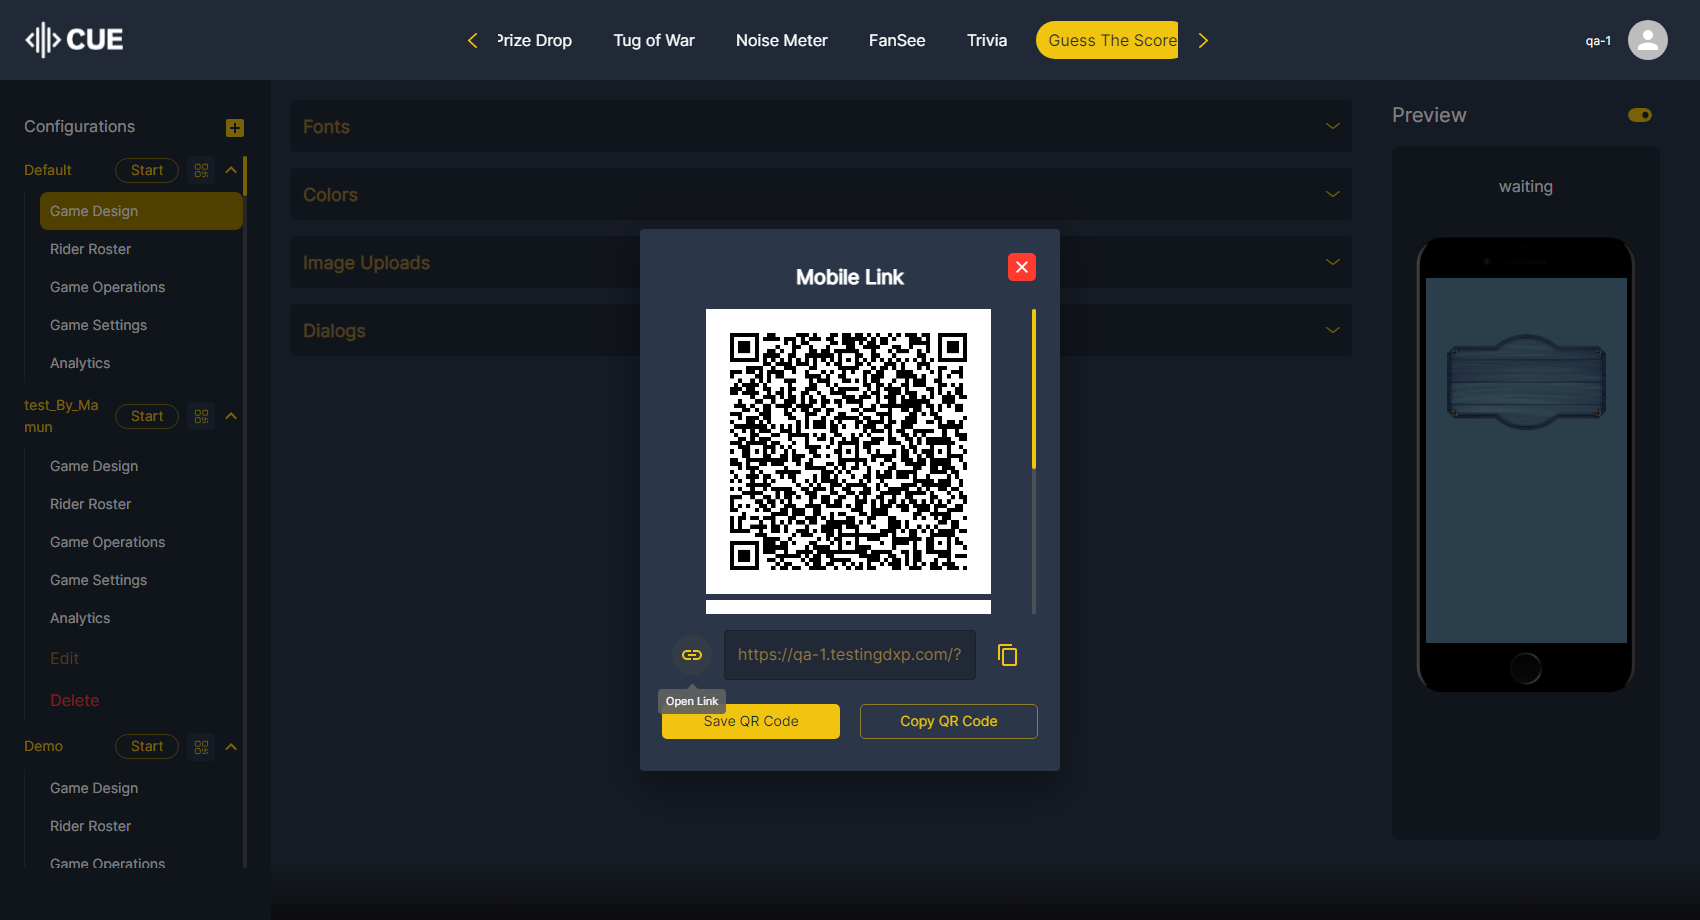 CUE
Prize Drop
Tug of War
Noise Meter
FanSee
Trivia
Guess The Score
qa-1
Configurations
Default
Start
Game Design
Rider Roster
Game Operations
Game Settings
Analytics
test_By_Ma
mun
Start
Game Design
Rider Roster
Game Operations
Game Settings
Analytics
Edit
Delete
Demo
Start
Game Design
Rider Roster
Game Operations
Fonts
Colors
Image Uploads
Dialogs
Mobile Link
https://qa-1.testingdxp.com/?
Open Link
Save QR Code
Copy QR Code
Preview
waiting